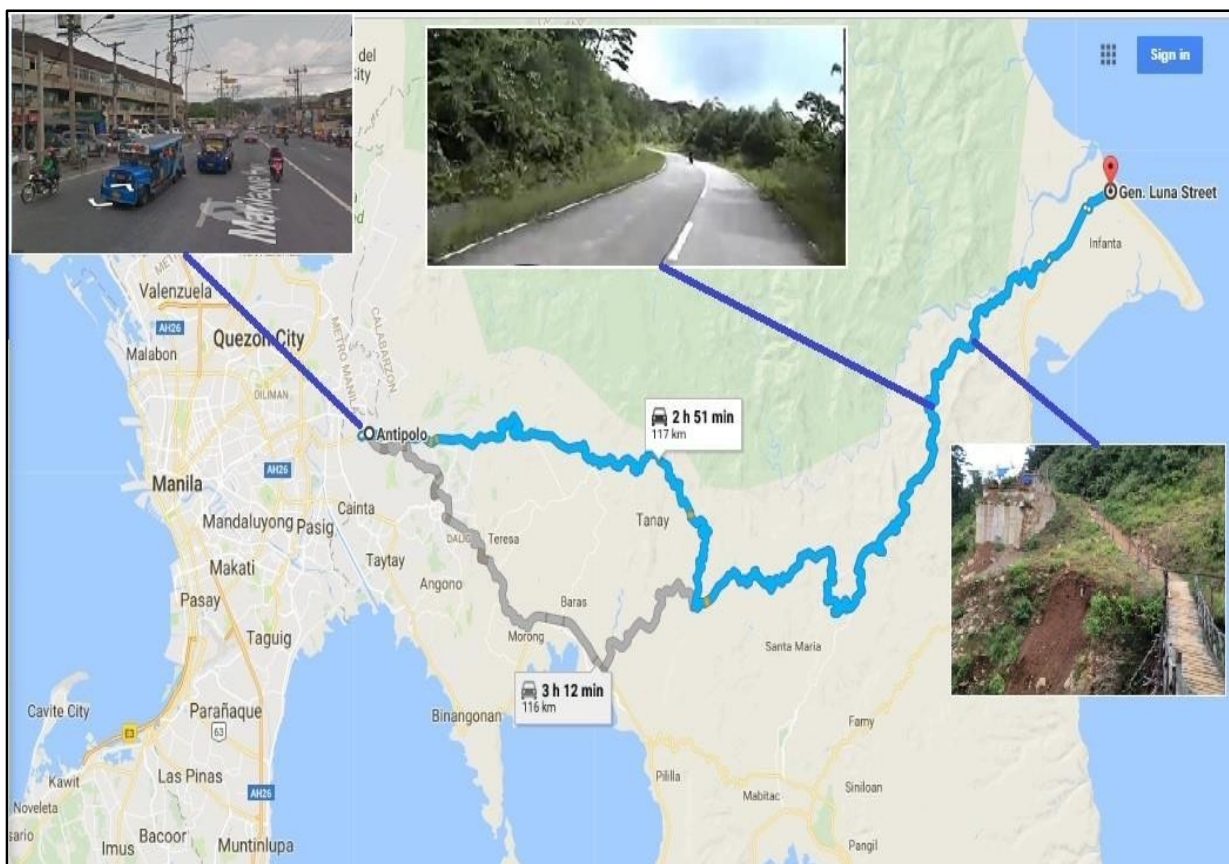 del
City
Sign in
Gen. Luna Street
Infanta
METRO
Valenzuela
AH26
Quezon City
Malabon
DILIMAN
METRO MANILA
CALABARZON
Antipolo
2 h 51 min
117 km
AH26
Manila
Cainta
Mandaluyong
Pasig
Tanay
Teresa
Taytay
Angono
Makati
Baras
Pasay
Morong
Taguig
Santa Maria
3 h 12 min
116 km
Cavite City
Parañaque
63
Binangonan
E3
Famy
Las Pinas
Kawit
AH26
Pililla
Mabitac
Siniloan
Noveleta
sario
Bacoor
Imus
Muntinlupa
Pangil